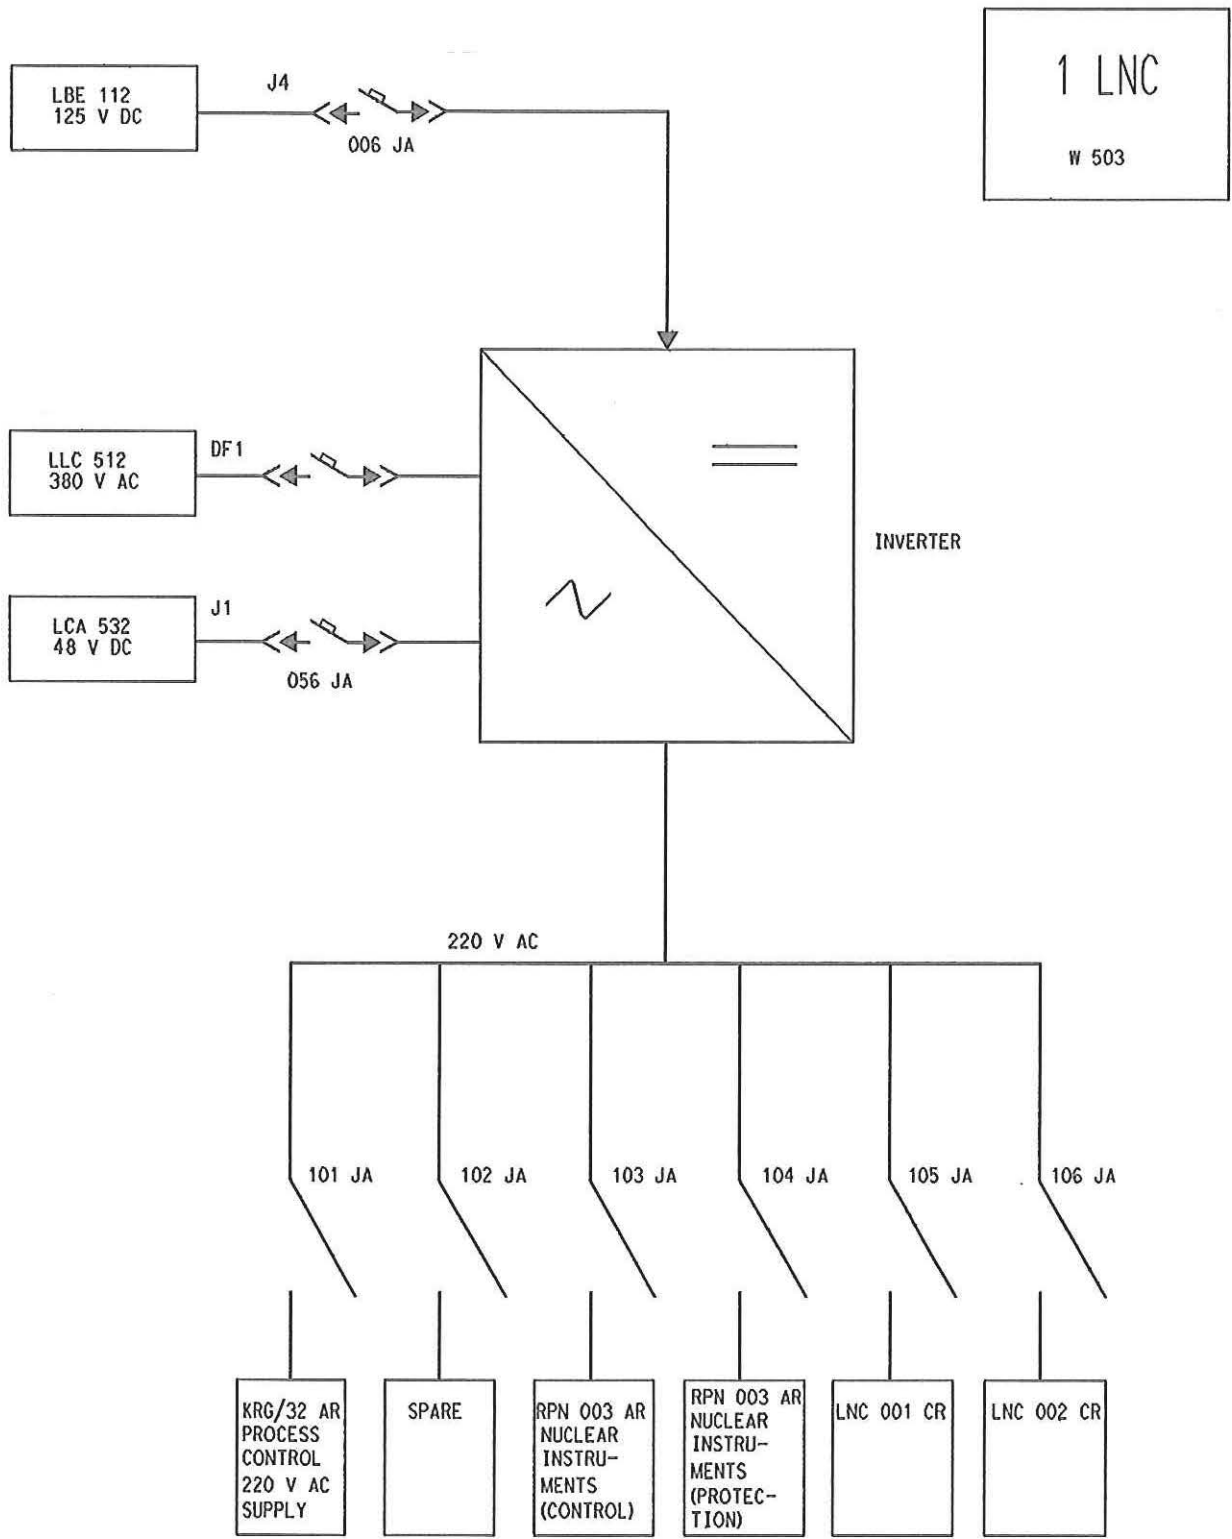 1 LNC
W 503
LBE 112
125 V DC
J4
006 JA
LLC 512
380 V AC
DF1
INVERTER
LCA 532
48 V DC
J1
056 JA
220 V AC
101 JA
102 JA
103 JA
104 JA
105 JA
106 JA
KRG/32 AR
PROCESS
CONTROL
220 V AC
SUPPLY
SPARE
RPN 003 AR
NUCLEAR
INSTRU-
MENTS
(CONTROL)
RPN 003 AR
NUCLEAR
INSTRU-
MENTS
(PROTEC-
TION)
LNC 001 CR
LNC 002 CR